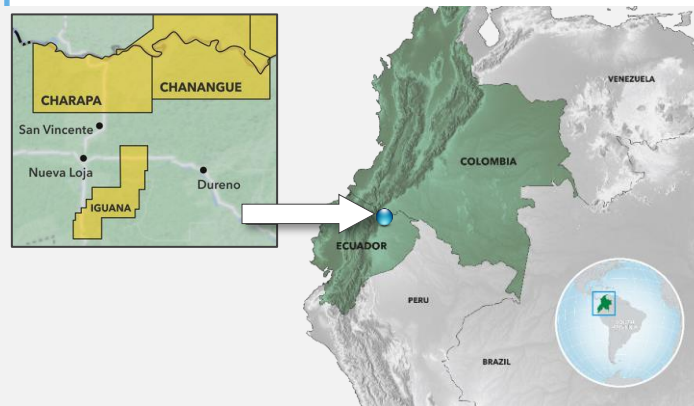 CHARAPA
CHANANGUE
San Vincente
Nueva Loja
Dureno
IGUANA
VENEZUELA
COLOMBIA
ECUADOR
PERU
BRAZIL